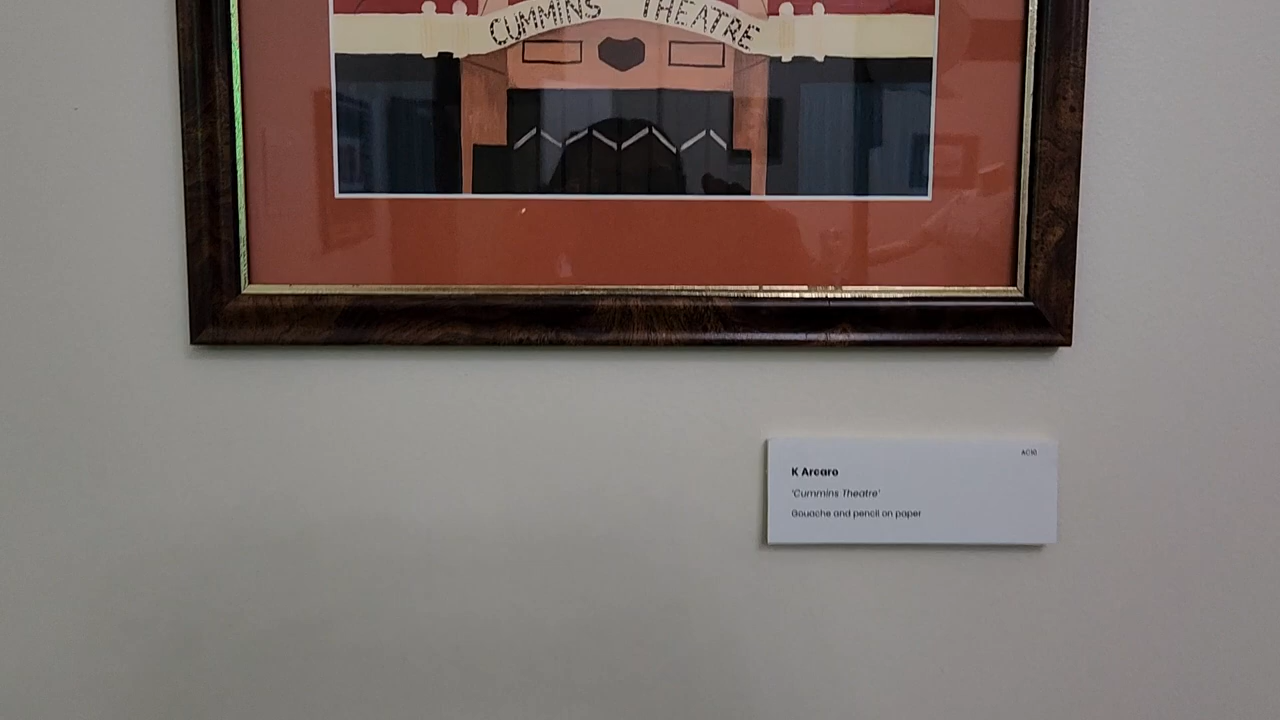 CUMMINS THEATRE
AC10
K Arcaro
'Cummins Theatre'
Gouache and pencil on paper